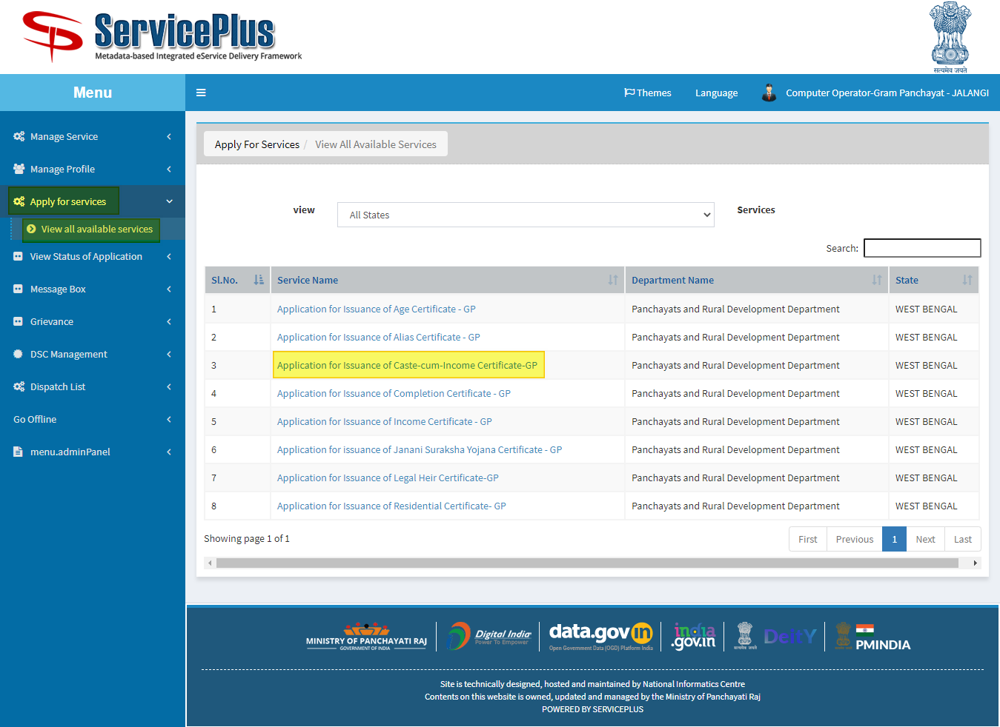 ServicePlus
Metadata-based Integrated eService Delivery Framework
सत्यमेव जयते
Menu
Themes
Language
Computer Operator-Gram Panchayat - JALANGI
Manage Service
Manage Profile
Apply for services
View all available services
View Status of Application
Message Box
Grievance
DSC Management
Dispatch List
Go Offline
menu.adminPanel
Apply For Services / View All Available Services
view
All States
Services
Search:
Sl.No. Service Name Department Name State
1 Application for Issuance of Age Certificate - GP Panchayats and Rural Development Department WEST BENGAL
2 Application for Issuance of Alias Certificate - GP Panchayats and Rural Development Department WEST BENGAL
3 Application for Issuance of Caste-cum-Income Certificate-GP Panchayats and Rural Development Department WEST BENGAL
4 Application for Issuance of Completion Certificate - GP Panchayats and Rural Development Department WEST BENGAL
5 Application for Issuance of Income Certificate - GP Panchayats and Rural Development Department WEST BENGAL
6 Application for issuance of Janani Suraksha Yojana Certificate - GP Panchayats and Rural Development Department WEST BENGAL
7 Application for Issuance of Legal Heir Certificate-GP Panchayats and Rural Development Department WEST BENGAL
8 Application for Issuance of Residential Certificate- GP Panchayats and Rural Development Department WEST BENGAL
Showing page 1 of 1
First Previous 1 Next Last
MINISTRY OF PANCHAYATI RAJ
GOVERNMENT OF INDIA
Digital India
Power To Empower
data.gov in
Open Government Data (OGD) Platform India
india
.gov.in
सत्यमेव जयते
DeitY
PMINDIA
Site is technically designed, hosted and maintained by National Informatics Centre
Contents on this website is owned, updated and managed by the Ministry of Panchayati Raj
POWERED BY SERVICEPLUS